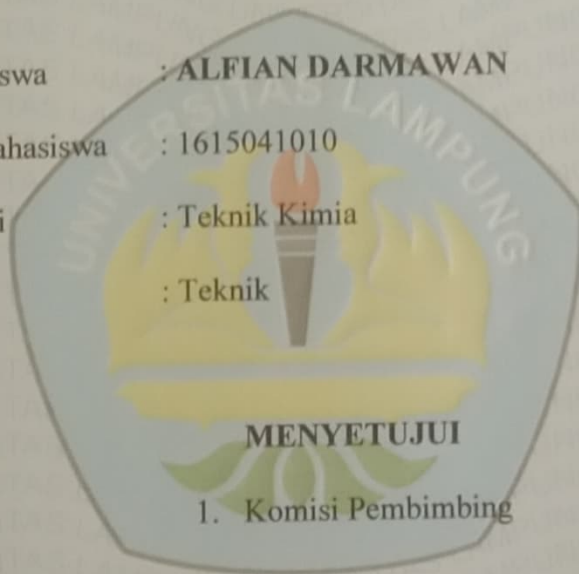 swa : ALFIAN DARMAWAN
ahasiswa : 1615041010
i : Teknik Kimia
: Teknik
UNIVERSITAS LAMPUNG
MENYETUJUI
1. Komisi Pembimbing